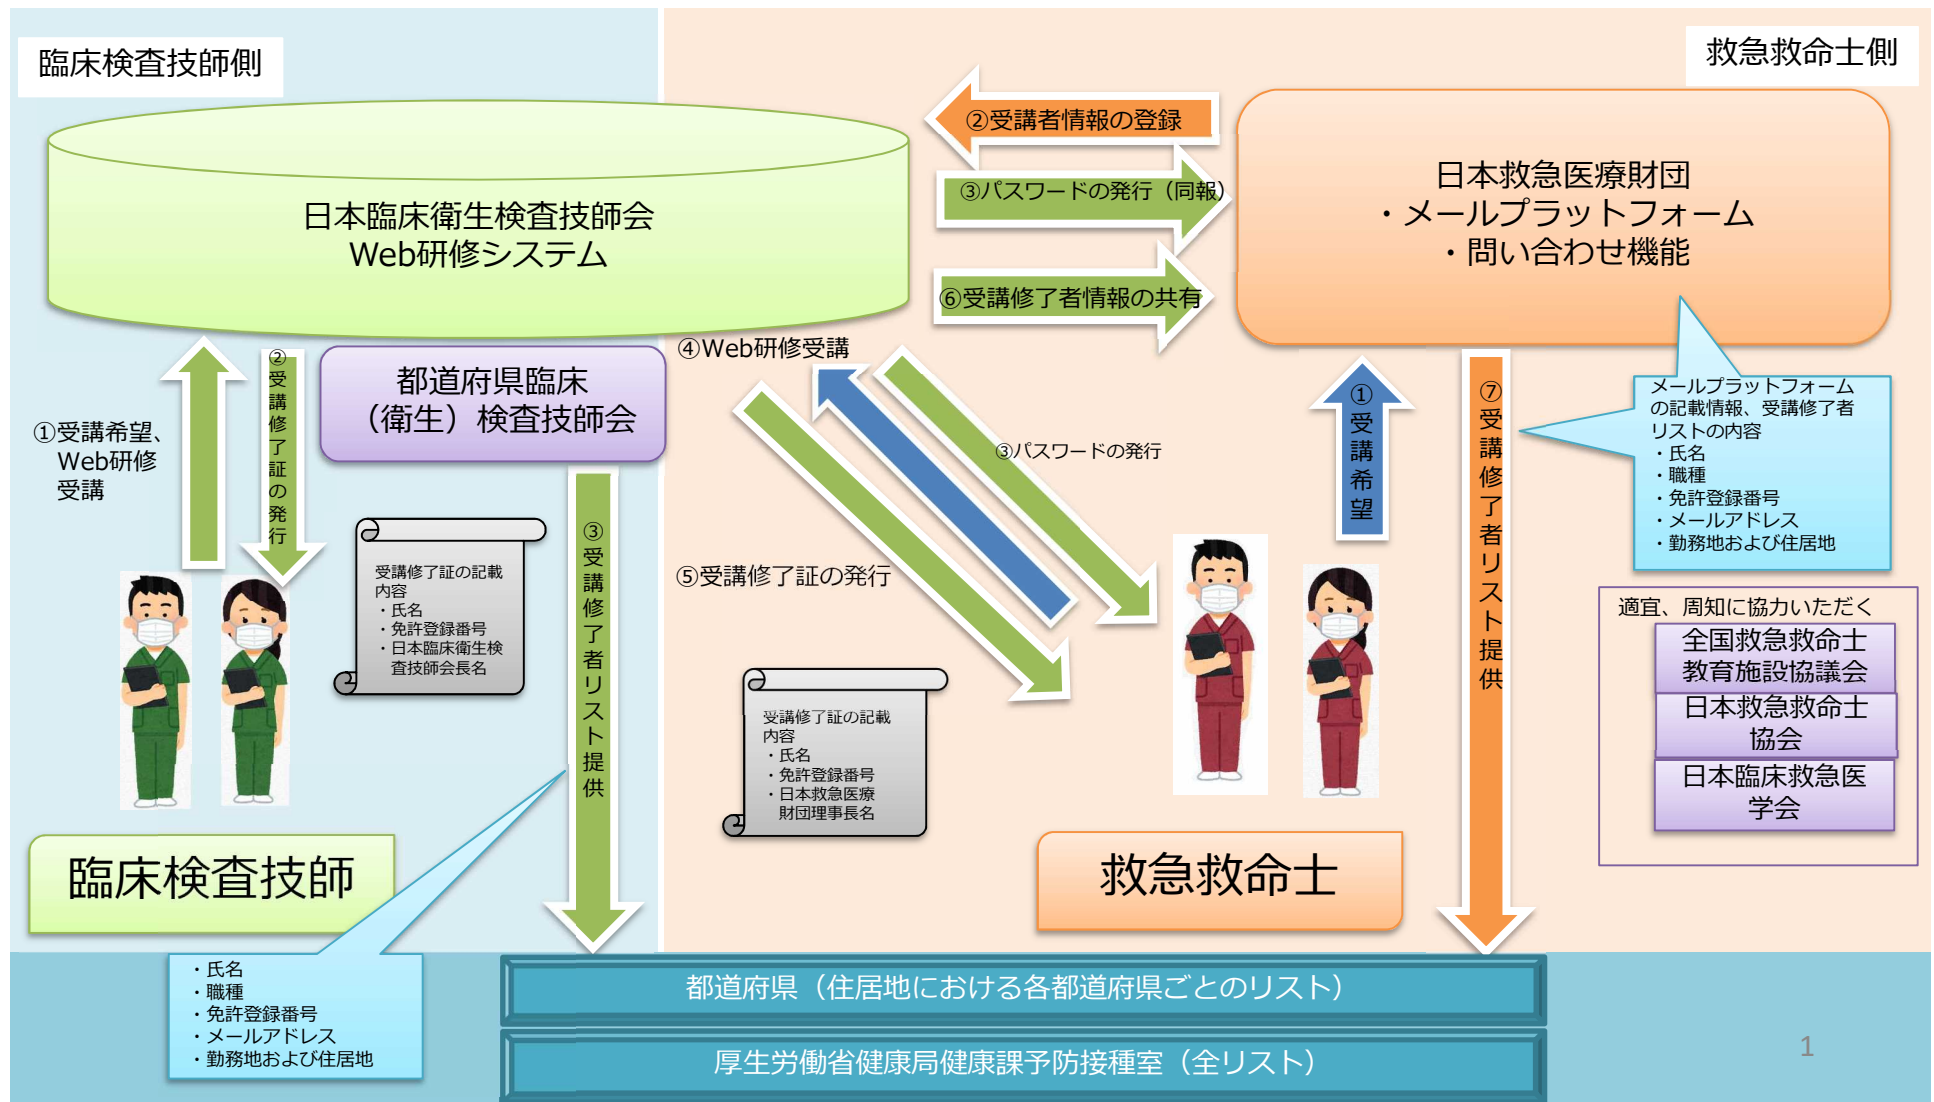 臨床検査技師側
救急救命士側
日本臨床衛生検査技師会
Web研修システム
②受講者情報の登録
③パスワードの発行（同報）
⑥受講修了者情報の共有
日本救急医療財団
・メールプラットフォーム
・問い合わせ機能
①受講希望、
Web研修
受講
②受講修了証の発行
都道府県臨床
（衛生）検査技師会
④Web研修受講
③パスワードの発行
⑤受講修了証の発行
①受講希望
⑦受講修了者リスト提供
メールプラットフォーム
の記載情報、受講修了者
リストの内容
・氏名
・職種
・免許登録番号
・メールアドレス
・勤務地および住居地
受講修了証の記載
内容
・氏名
・免許登録番号
・日本臨床衛生検
査技師会長名
③受講修了者リスト提供
受講修了証の記載
内容
・氏名
・免許登録番号
・日本救急医療
財団理事長名
適宜、周知に協力いただく
全国救急救命士
教育施設協議会
日本救急救命士
協会
日本臨床救急医
学会
臨床検査技師
救急救命士
・氏名
・職種
・免許登録番号
・メールアドレス
・勤務地および住居地
都道府県（住居地における各都道府県ごとのリスト）
厚生労働省健康局健康課予防接種室（全リスト）
1